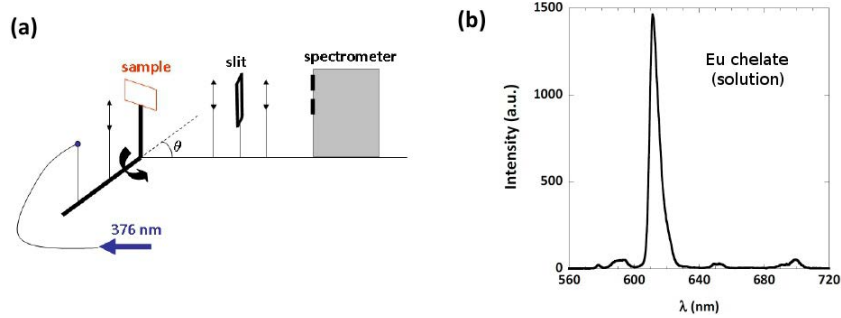 (a)
sample
slit
spectrometer
θ
376 nm
(b)
Intensity (a.u.)
1500
1000
500
0
Eu chelate
(solution)
560
600
640
680
720
λ (nm)